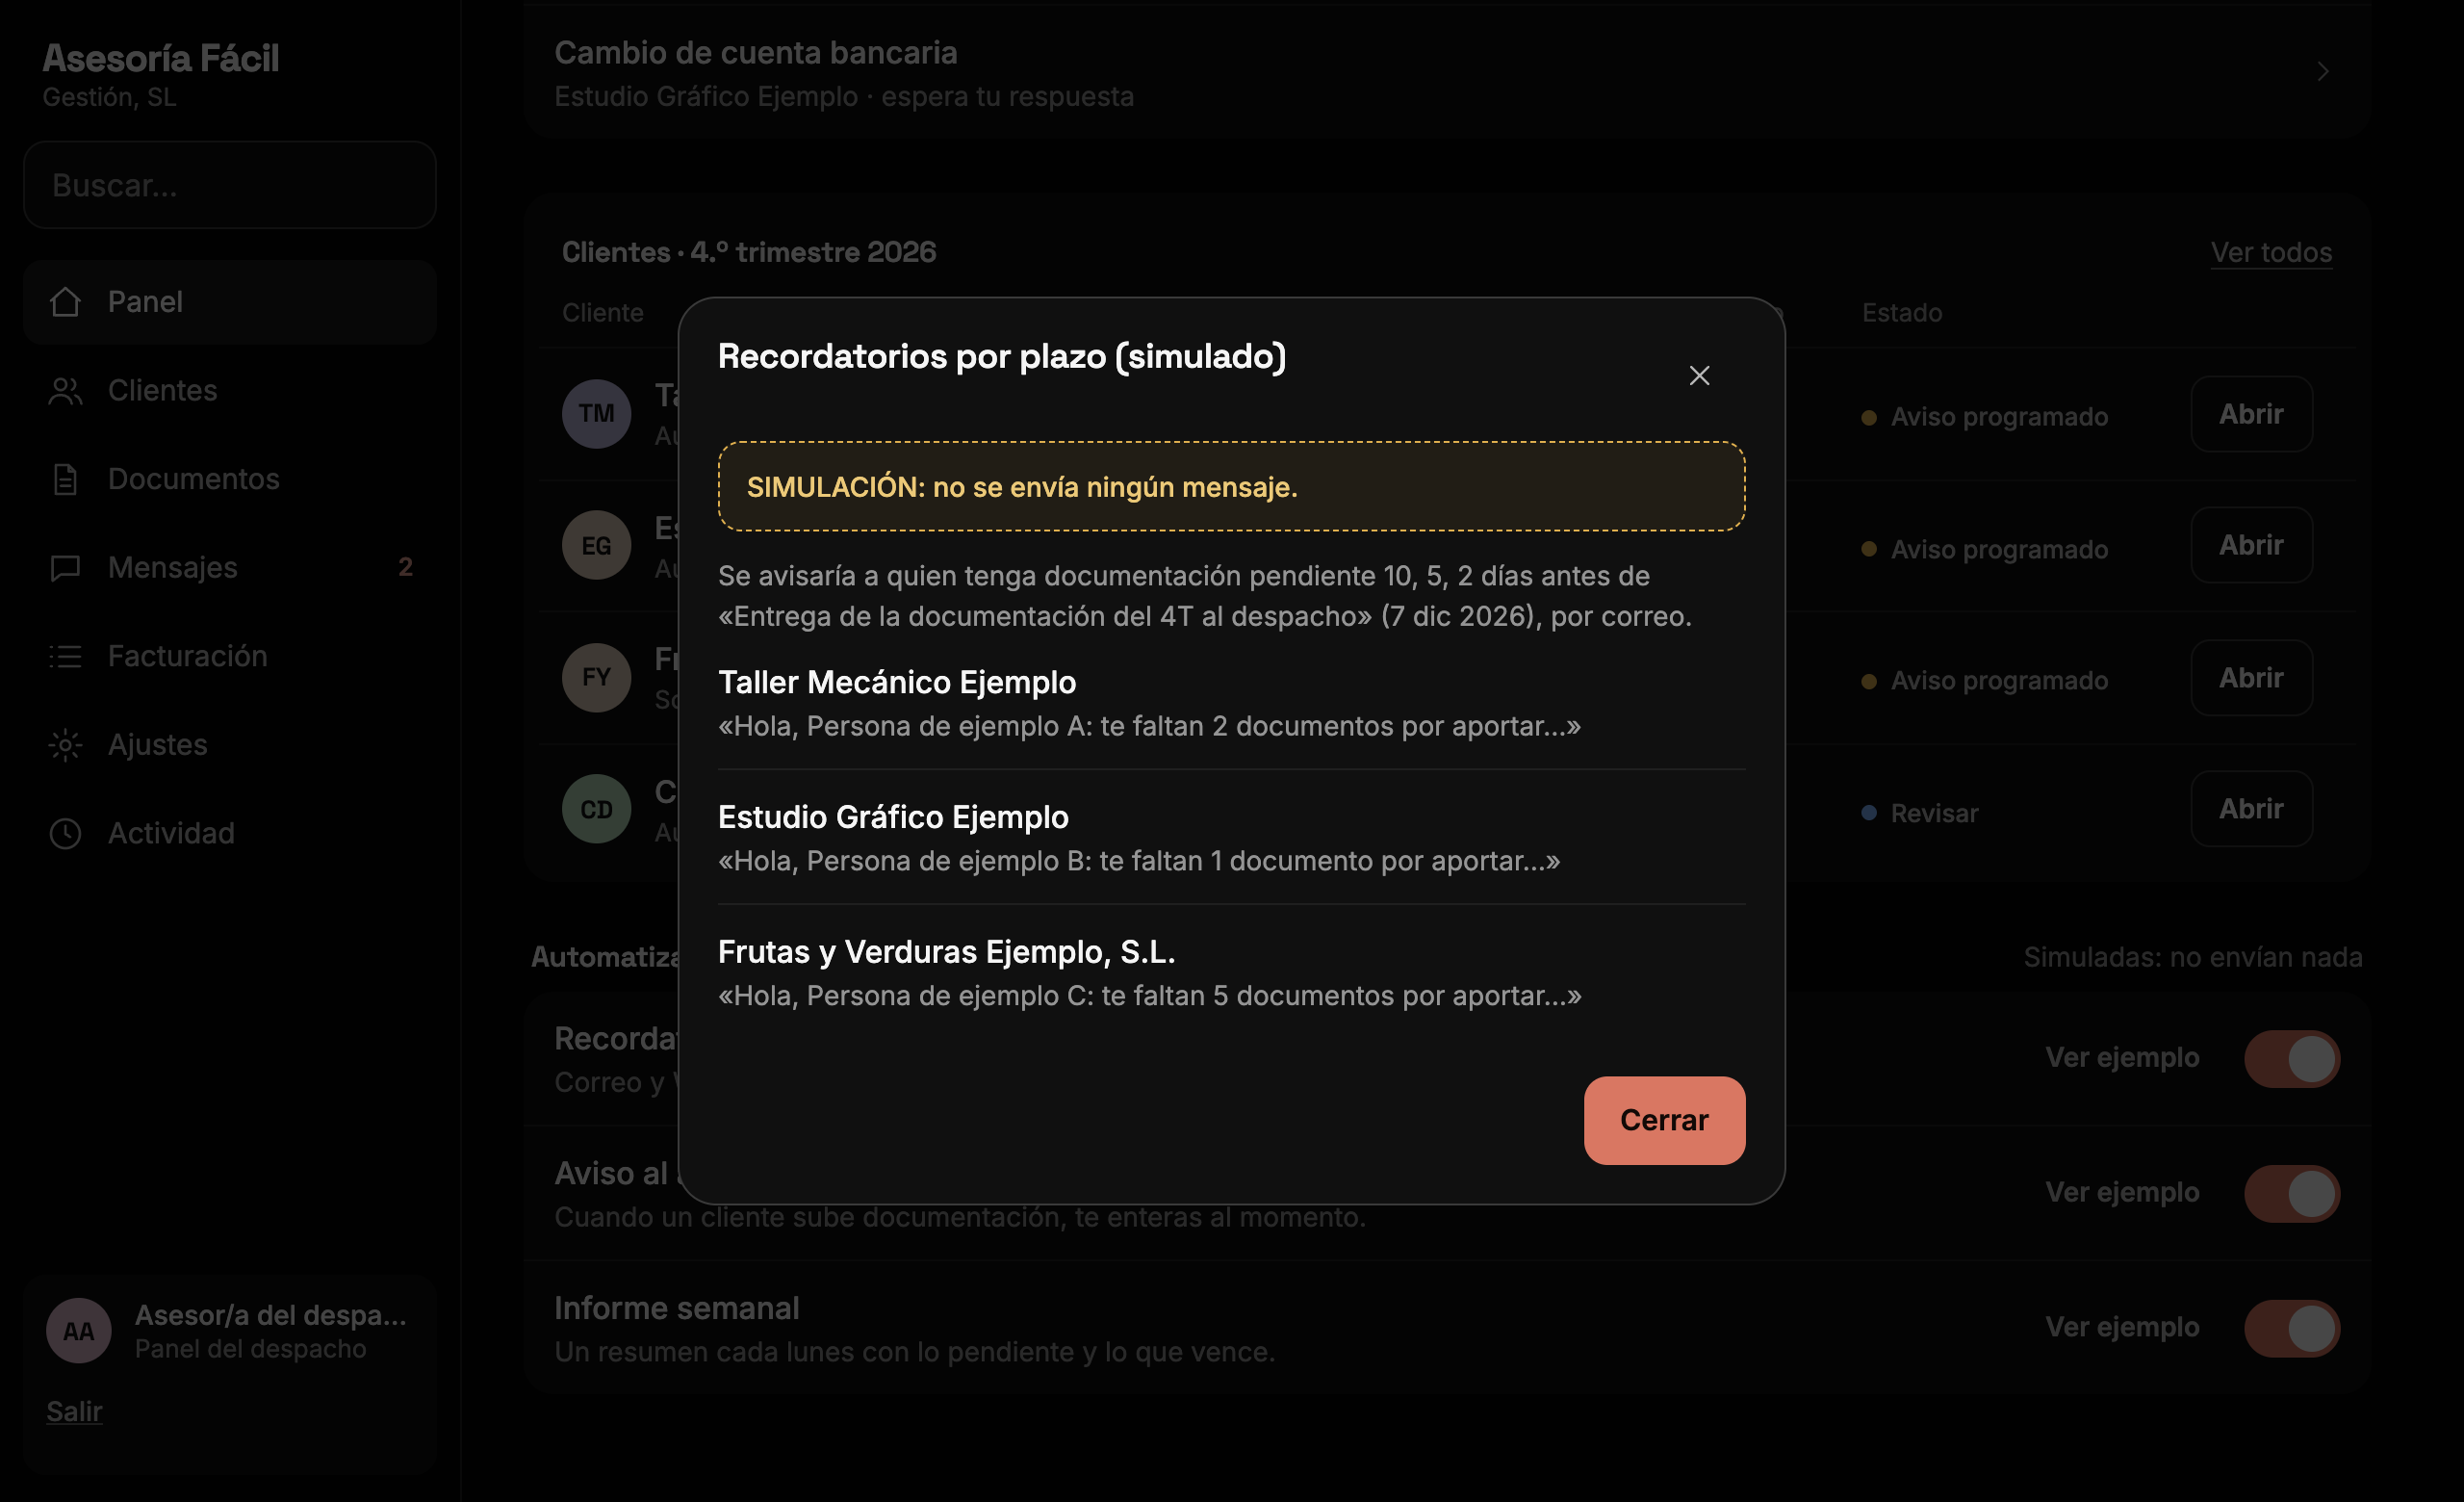 Asesoría Fácil
Gestión, SL
Buscar...
Panel
Clientes
Documentos
Mensajes 2
Facturación
Ajustes
Actividad
AA
Asesor/a del despa...
Panel del despacho
Salir
Cambio de cuenta bancaria
Estudio Gráfico Ejemplo · espera tu respuesta
Clientes · 4.º trimestre 2026
Ver todos
Cliente
Estado
TM
Aviso programado
Abrir
EG
Aviso programado
Abrir
FY
Aviso programado
Abrir
CD
Revisar
Abrir
Recordatorios por plazo (simulado)
SIMULACIÓN: no se envía ningún mensaje.
Se avisaría a quien tenga documentación pendiente 10, 5, 2 días antes de
«Entrega de la documentación del 4T al despacho» (7 dic 2026), por correo.
Taller Mecánico Ejemplo
«Hola, Persona de ejemplo A: te faltan 2 documentos por aportar...»
Estudio Gráfico Ejemplo
«Hola, Persona de ejemplo B: te faltan 1 documento por aportar...»
Frutas y Verduras Ejemplo, S.L.
«Hola, Persona de ejemplo C: te faltan 5 documentos por aportar...»
Cerrar
Simuladas: no envían nada
Correo y
Ver ejemplo
Aviso al
Cuando un cliente sube documentación, te enteras al momento.
Ver ejemplo
Informe semanal
Un resumen cada lunes con lo pendiente y lo que vence.
Ver ejemplo